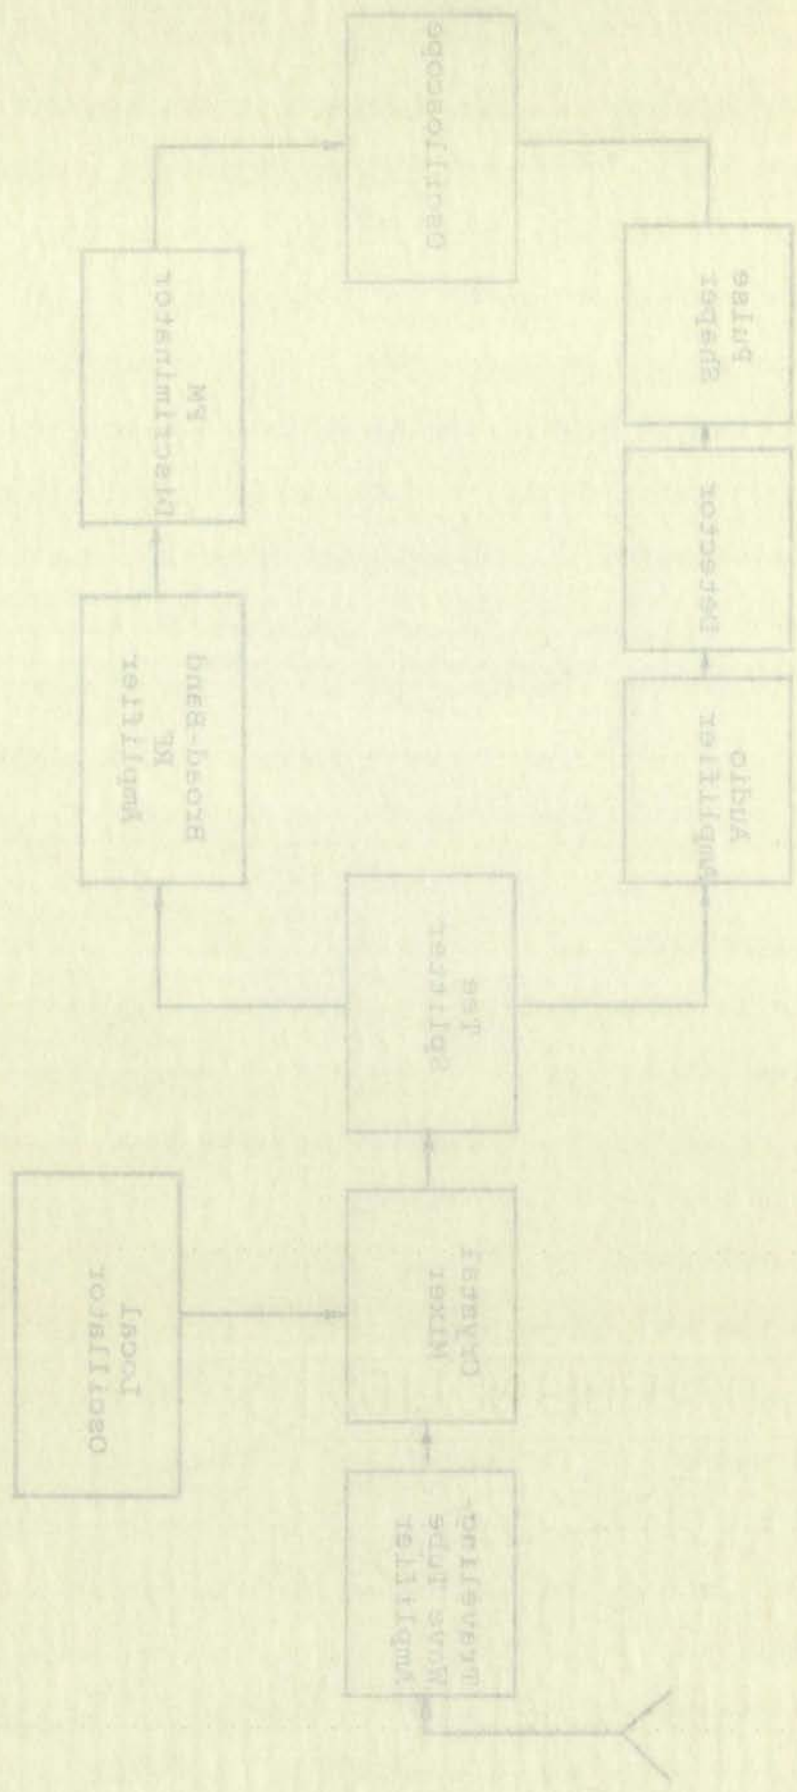 Traveling-
Wave Tube
Amplifier
Crystal
Mixer
Local
Oscillator
Tee
Splitter
Broad-Band
RF
Amplifier
FM
Discriminator
Audio
Amplifier
Detector
Pulse
Shaper
Oscilloscope